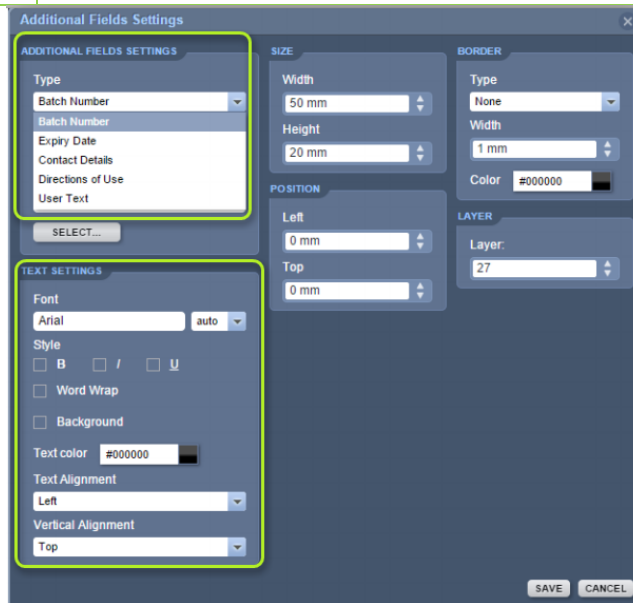 Additional Fields Settings
ADDITIONAL FIELDS SETTINGS
Type
Batch Number
Batch Number
Expiry Date
Contact Details
Directions of Use
User Text
SELECT...
TEXT SETTINGS
Font
Arial auto
Style
B I U
Word Wrap
Background
Text color #000000
Text Alignment
Left
Vertical Alignment
Top
SIZE
Width
50 mm
Height
20 mm
POSITION
Left
0 mm
Top
0 mm
BORDER
Type
None
Width
1 mm
Color #000000
LAYER
Layer:
27
SAVE CANCEL